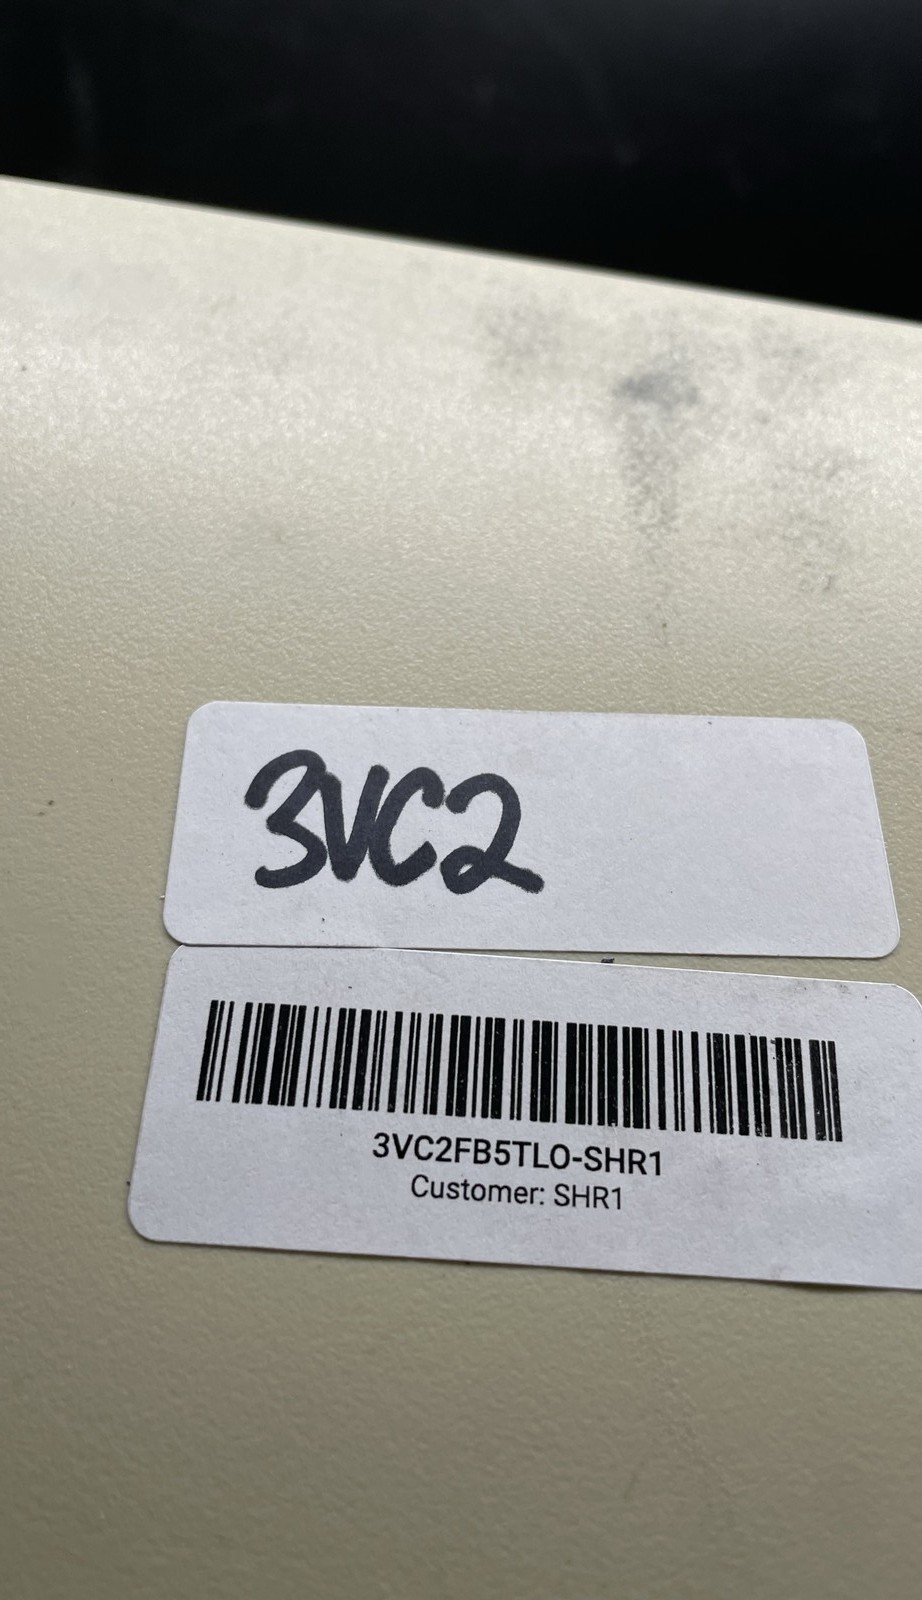 3VC2
3VC2FB5TLO-SHR1
Customer: SHR1